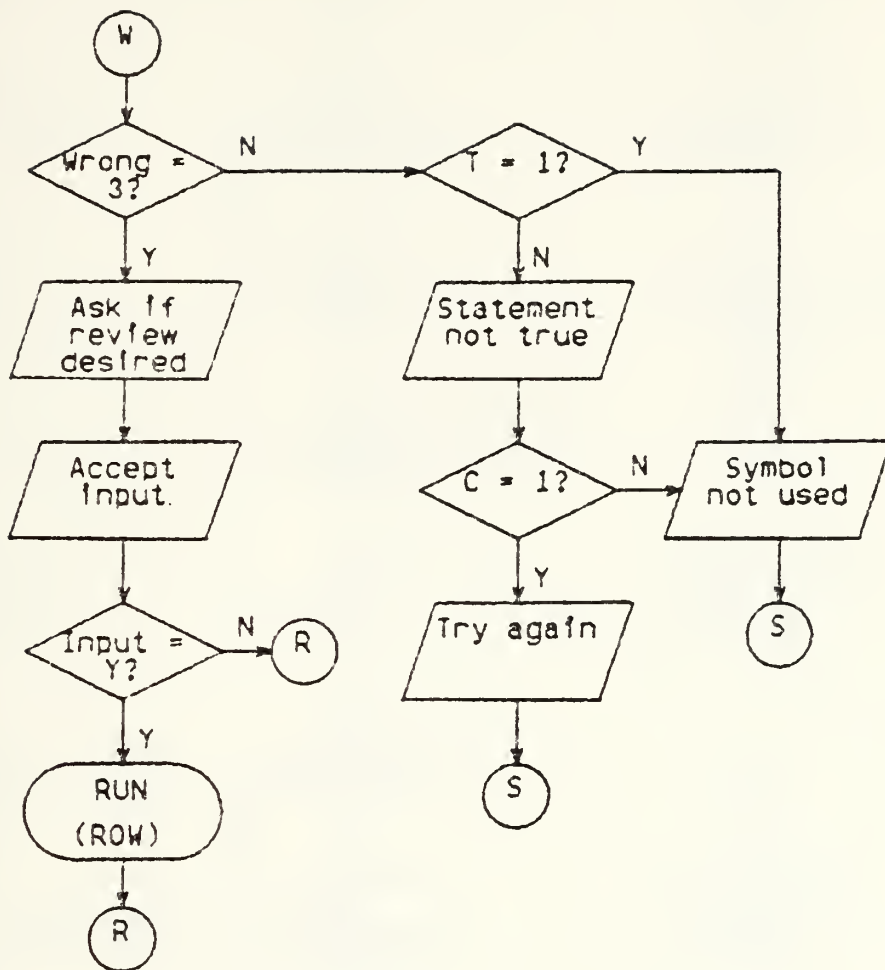 W
Wrong =
3?
N
Y
Ask if
review
desired
Accept
input.
Input =
Y?
N
R
Y
RUN
(ROW)
R
T = 1?
Y
N
Statement
not true
C = 1?
N
Y
Try again
S
Symbol
not used
S